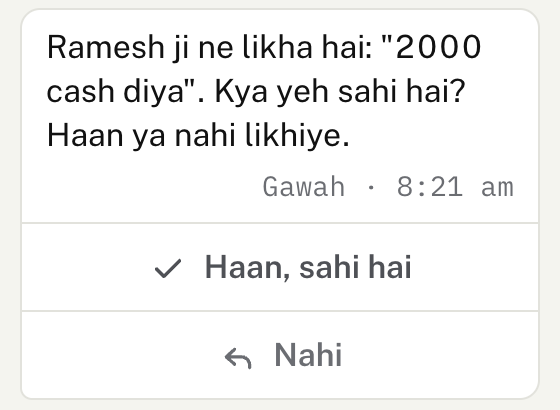 Ramesh ji ne likha hai: "2000
cash diya". Kya yeh sahi hai?
Haan ya nahi likhiye.
Gawah · 8:21 am
Haan, sahi hai
Nahi